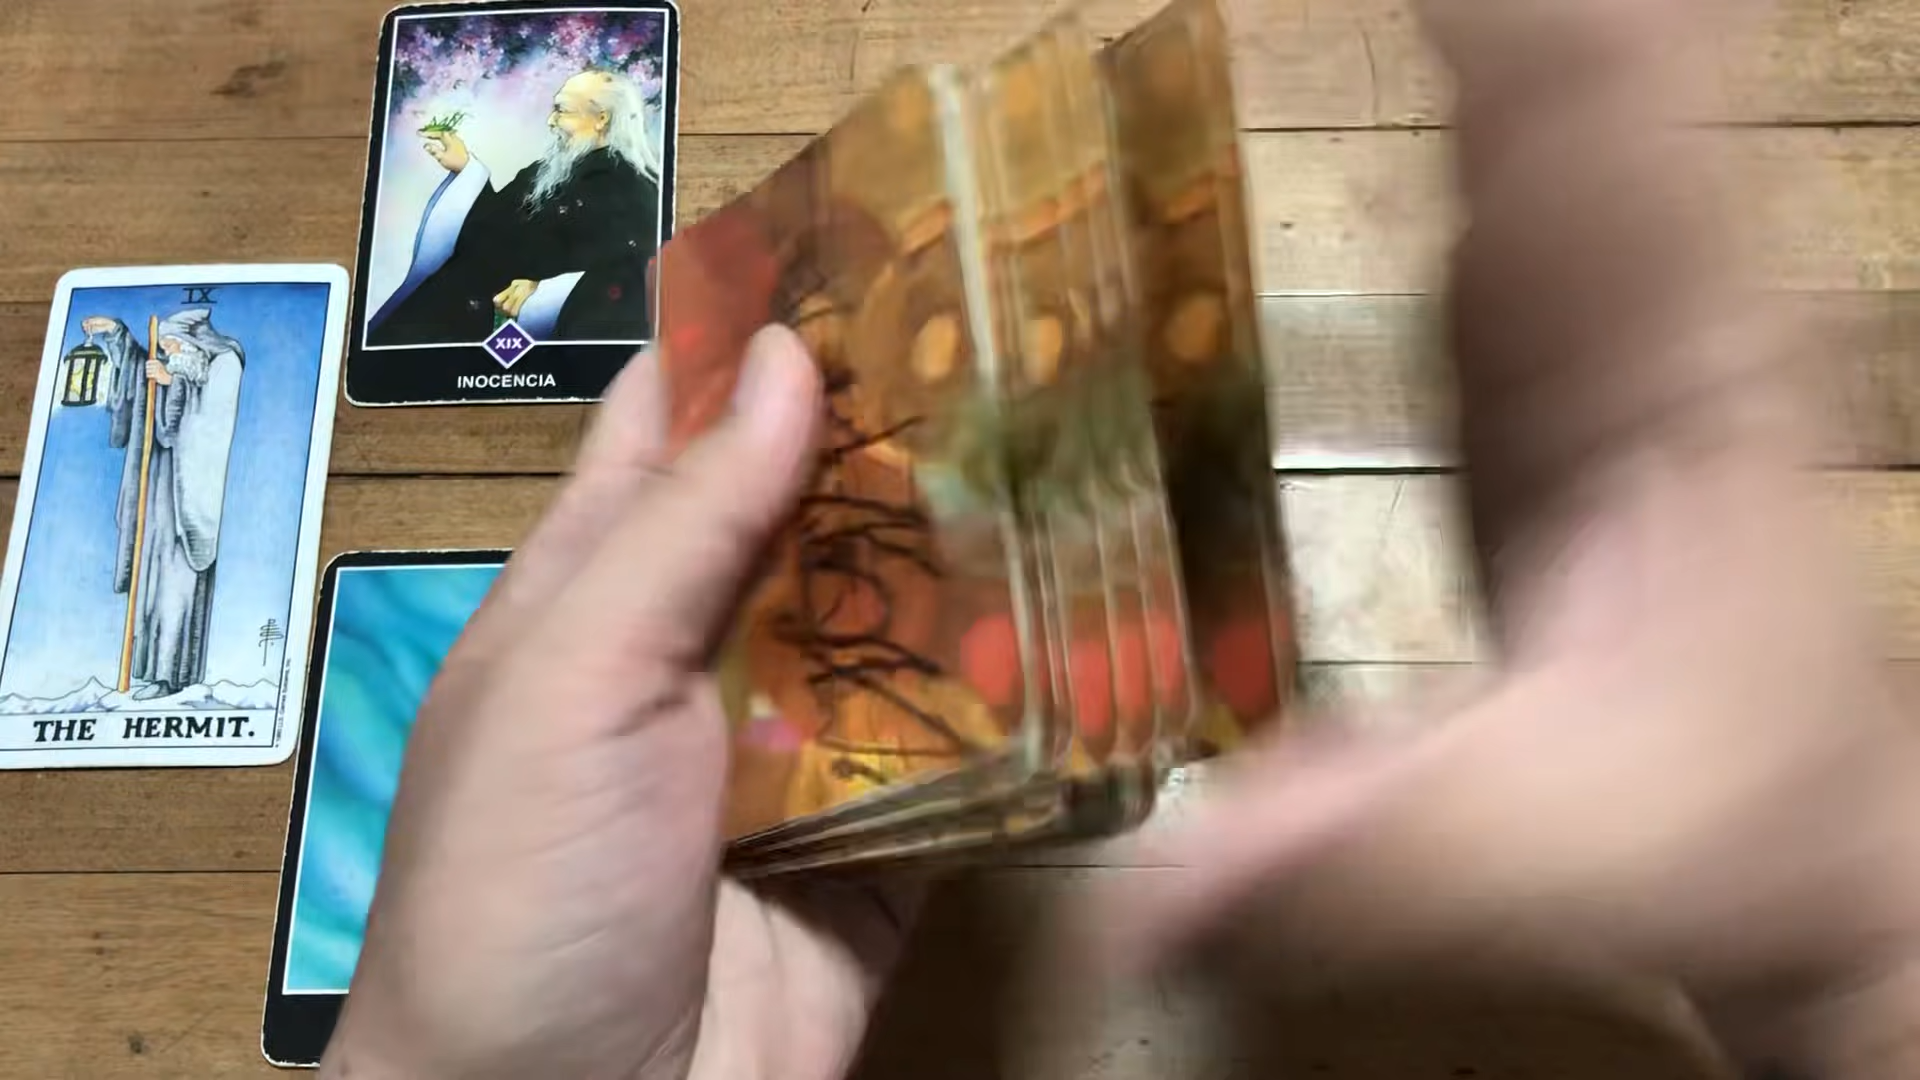 XIX
INOCENCIA
IX
THE HERMIT.